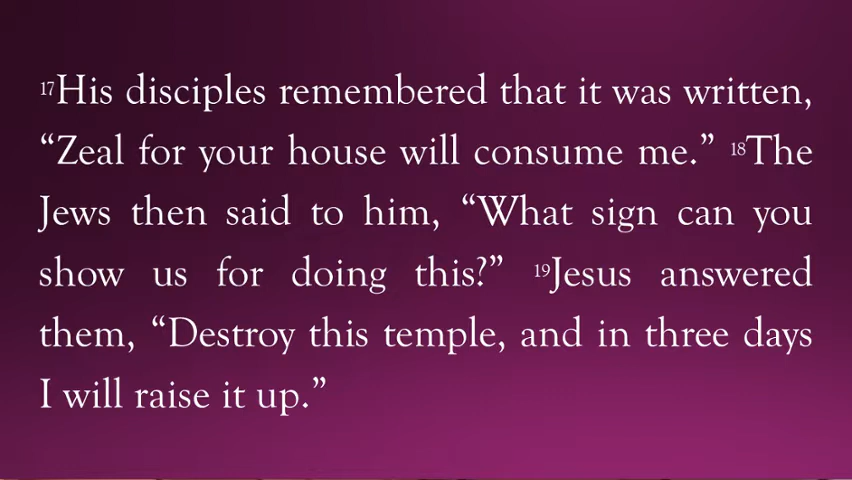 17His disciples remembered that it was written,
“Zeal for your house will consume me.” 18The
Jews then said to him, “What sign can you
show us for doing this?” 19Jesus answered
them, “Destroy this temple, and in three days
I will raise it up.”